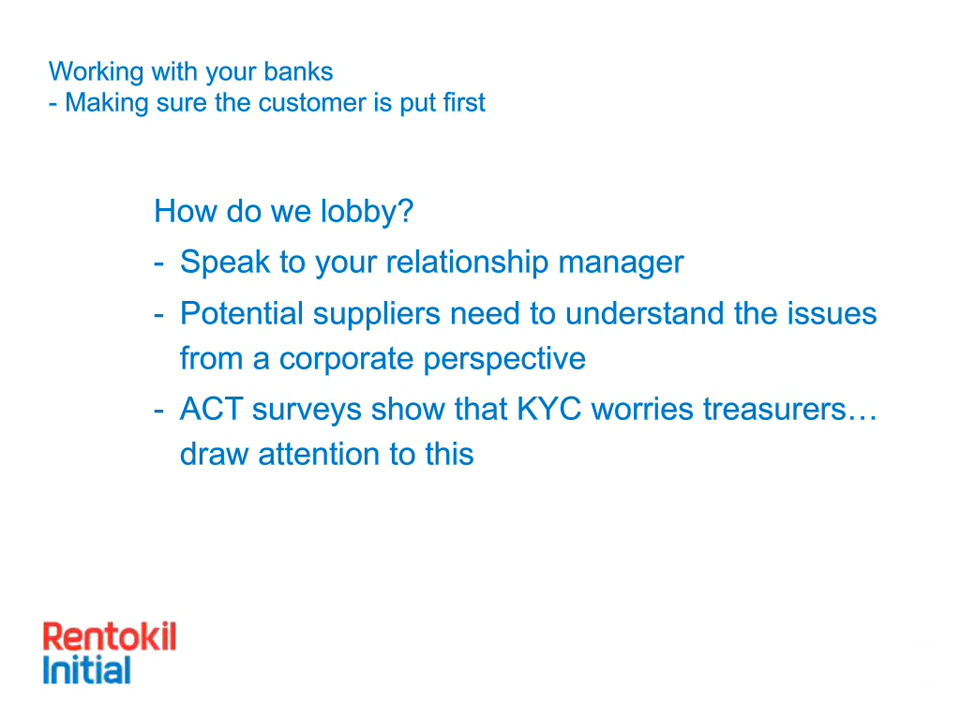 Working with your banks
- Making sure the customer is put first
How do we lobby?
- Speak to your relationship manager
- Potential suppliers need to understand the issues
from a corporate perspective
- ACT surveys show that KYC worries treasurers…
draw attention to this
Rentokil
Initial